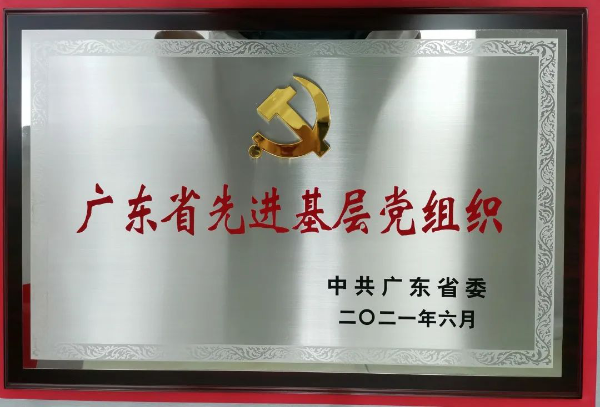 广东省先进基层党组织
中共广东省委
二〇二一年六月